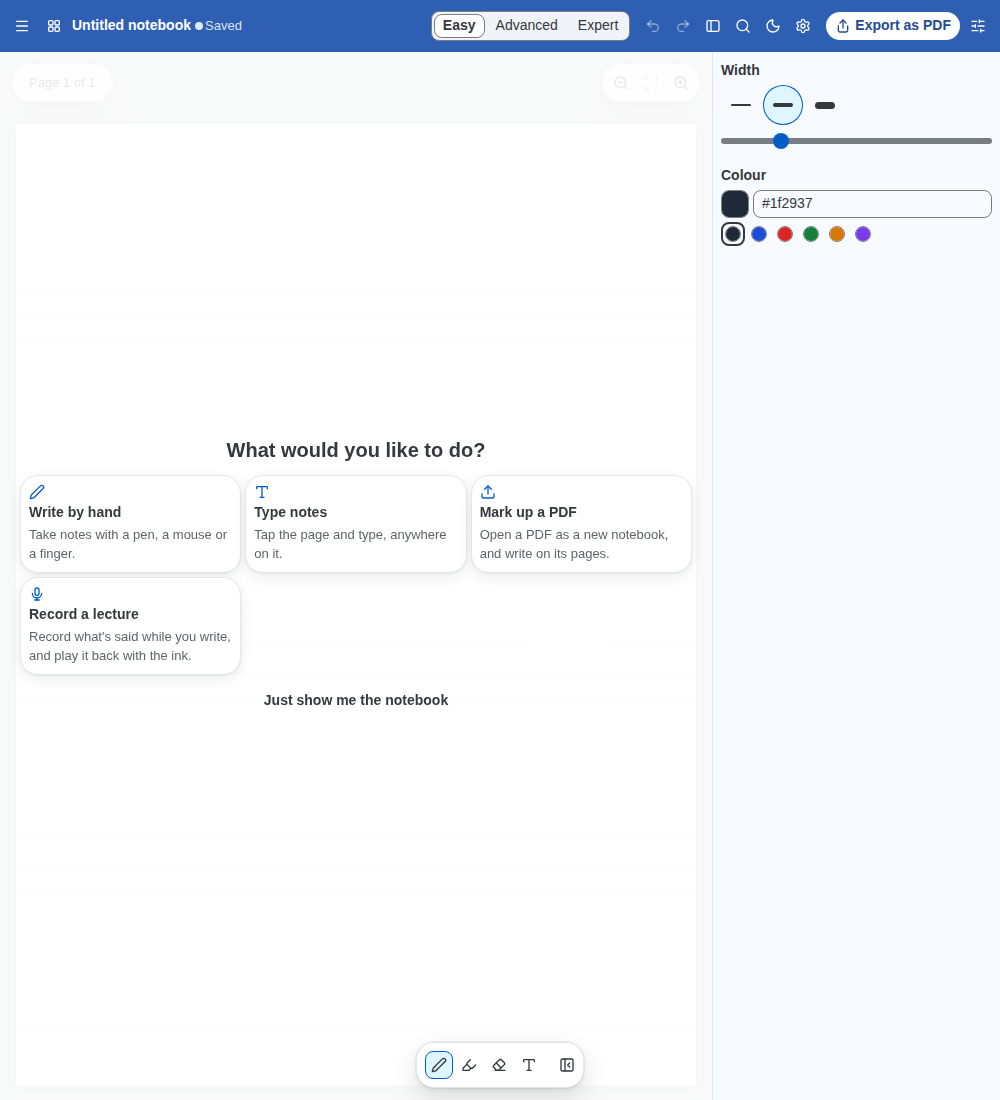 Untitled notebook Saved
Easy Advanced Expert
Export as PDF
Page 1 of 1
Width
Colour
#1f2937
What would you like to do?
Write by hand
Take notes with a pen, a mouse or
a finger.
Type notes
Tap the page and type, anywhere
on it.
Mark up a PDF
Open a PDF as a new notebook,
and write on its pages.
Record a lecture
Record what's said while you write,
and play it back with the ink.
Just show me the notebook